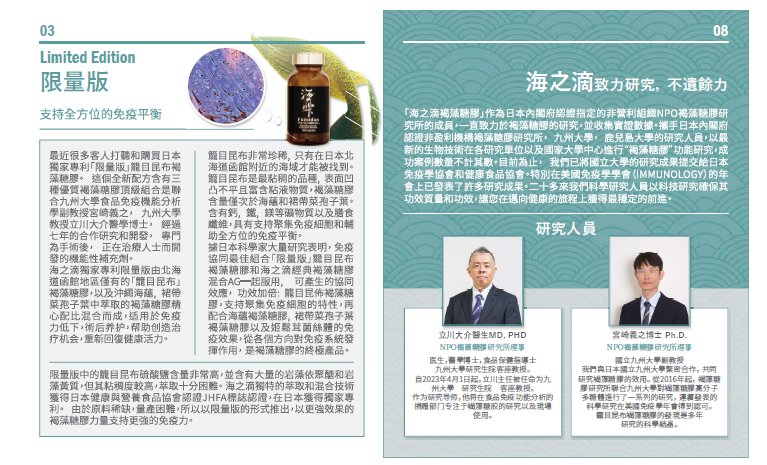 03
Limited Edition
限量版
支持全方位的免疫平衡
最近很多客人打聽和購買日本
獨家專利「限量版」籠目昆布褐
藻糖膠。 這個全新配方含有三
種優質褐藻糖膠頂級組合是聯
合九州大學食品免疫機能分析
學副教授宮崎義之， 九州大學
教授立川大介醫學博士， 經過
七年的合作研究和開發， 專門
為手術後， 正在治療人士而開
發的機能性補充劑。
海之滴獨家專利限量版由北海
道函館地區僅有的「籠目昆布」
褐藻糖膠，以及沖繩海蘊, 裙帶
菜孢子葉中萃取的褐藻糖膠精
心配比混合而成，适用於免疫
力低下，術后养护，帮助创造治
疗机会，重新回復健康活力。
籠目昆布非常珍稀, 只有在日本北
海道函館附近的海域才能被找到。
籠目昆布是最粘稠的品種, 表面凹
凸不平且富含粘液物質，褐藻糖膠
含量僅次於海蘊和裙帶菜孢子葉。
含有鈣, 鐵, 鎂等礦物質以及膳食
纖維，具有支持聚集免疫細胞和輔
助全方位的免疫平衡。
據日本科學家大量研究表明，免疫
協同最佳組合「限量版」籠目昆布
褐藻糖膠和海之滴經典褐藻糖膠
混合AG一起服用， 可產生的協同
效應， 功效加倍: 籠目昆佈褐藻糖
膠，支持聚集免疫細胞的特性，再
配合海蘊褐藻糖膠, 裙帶菜孢子葉
褐藻糖膠以及姬鬆茸菌絲體的免
疫效果，從各個方向對免疫系統發
揮作用，是褐藻糖膠的終極產品。
限量版中的籠目昆布硫酸鹽含量非常高，並含有大量的岩藻依聚醣和岩
藻黃質，但其粘稠度較高，萃取十分困難。海之滴獨特的萃取和混合技術
獲得日本健康與營養食品協會認證JHFA標誌認證，在日本獲得獨家專
利。 由於原料稀缺，量產困難，所以以限量版的形式推出，以更強效果的
褐藻糖膠力量支持更強的免疫力。
海雫
Fucoidan
08
海之滴致力研究，不遺餘力
「海之滴褐藻糖膠」作為日本內閣府認證指定的非營利組織NPO褐藻糖膠研
究所的成員，一直致力於褐藻糖膠的研究，並收集實證數據，攜手日本內閣府
認證非盈利機構褐藻糖膠研究所，九州大學， 鹿兒島大學的研究人員，以最
新的生物技術在各研究單位以及國家大學中心進行"褐藻糖膠"功能研究，成
功案例數量不計其數，目前為止， 我們已將國立大學的研究成果提交給日本
免疫學協會和健康食品協會。特別在美國免疫學學會(IMMUNOLOGY)的年
會上已發表了許多研究成果。二十多來我們科學研究人員以科技研究確保其
功效質量和功效，讓您在邁向健康的旅程上獲得最穩定的前進。
研究人員
立川大介醫生MD, PHD
NPO褐藻糖膠研究所理事
医生，醫學博士，食品保健指導士
九州大學研究生院客座教授。
自2023年4月1日起，立川主任被任命为九
州大學 研究生院 客座教授。
作为研究导师，他将在食品免疫功能分析的
捐贈部门专注于褐藻糖胶的研究以及現場
使用。
宮崎義之博士 Ph.D.
NPO褐藻糖膠研究所理事
國立九州大學副教授
我們與日本國立九州大學緊密合作，共同
研究褐藻糖膠的效用。從2016年起，褐藻糖
膠研究所聯合九州大學對褐藻糖膠高分子
多糖體進行了一系列的研究，連續發表的
科學研究在美國免疫學年會得到認可。
籠目昆布褐藻糖膠的發現是多年
研究的科學結晶。